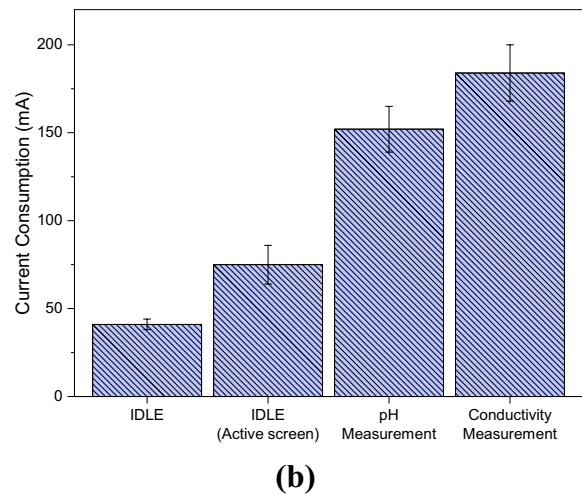 200
150
100
50
0
Current Consumption (mA)
IDLE
IDLE
(Active screen)
pH
Measurement
Conductivity
Measurement
(b)